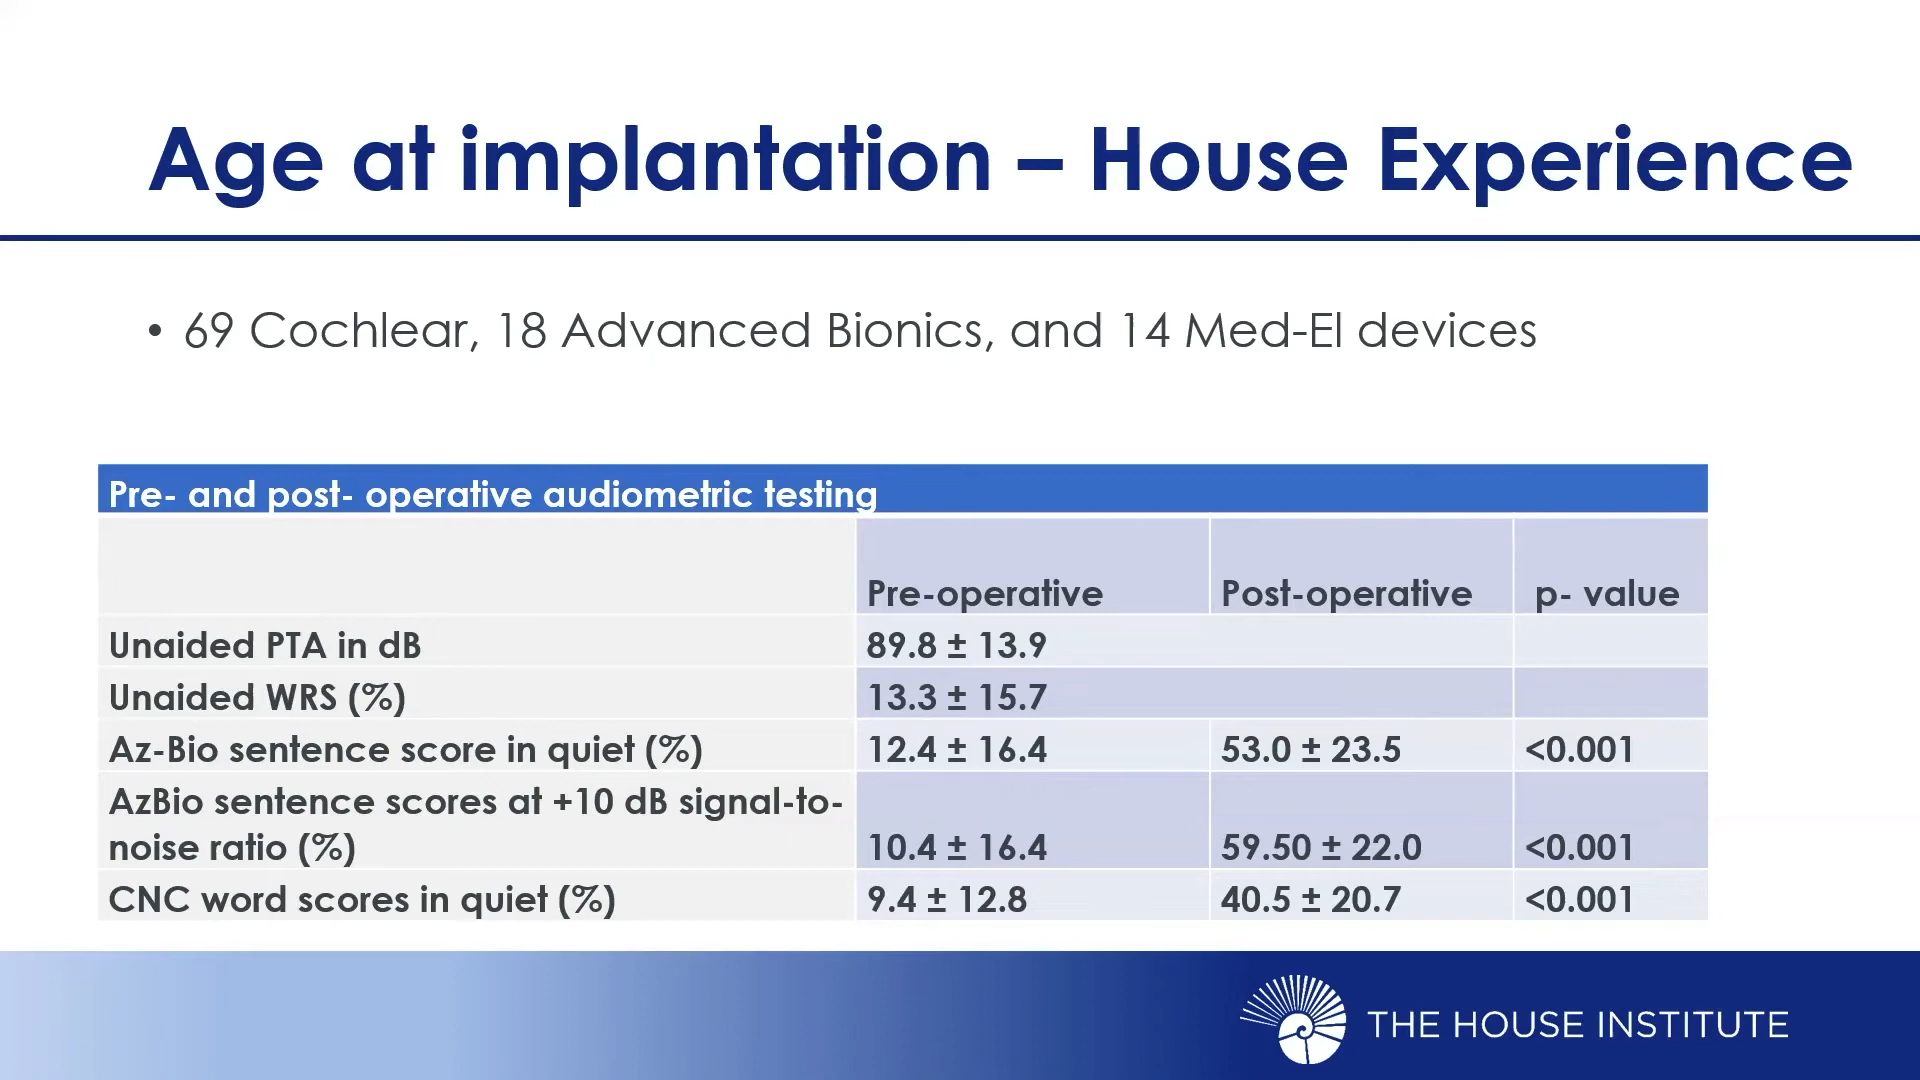 Age at implantation – House Experience
• 69 Cochlear, 18 Advanced Bionics, and 14 Med-El devices
Pre- and post- operative audiometric testing
Pre-operative Post-operative p- value
Unaided PTA in dB 89.8 ± 13.9
Unaided WRS (%) 13.3 ± 15.7
Az-Bio sentence score in quiet (%) 12.4 ± 16.4 53.0 ± 23.5 <0.001
AzBio sentence scores at +10 dB signal-to-
noise ratio (%) 10.4 ± 16.4 59.50 ± 22.0 <0.001
CNC word scores in quiet (%) 9.4 ± 12.8 40.5 ± 20.7 <0.001
THE HOUSE INSTITUTE